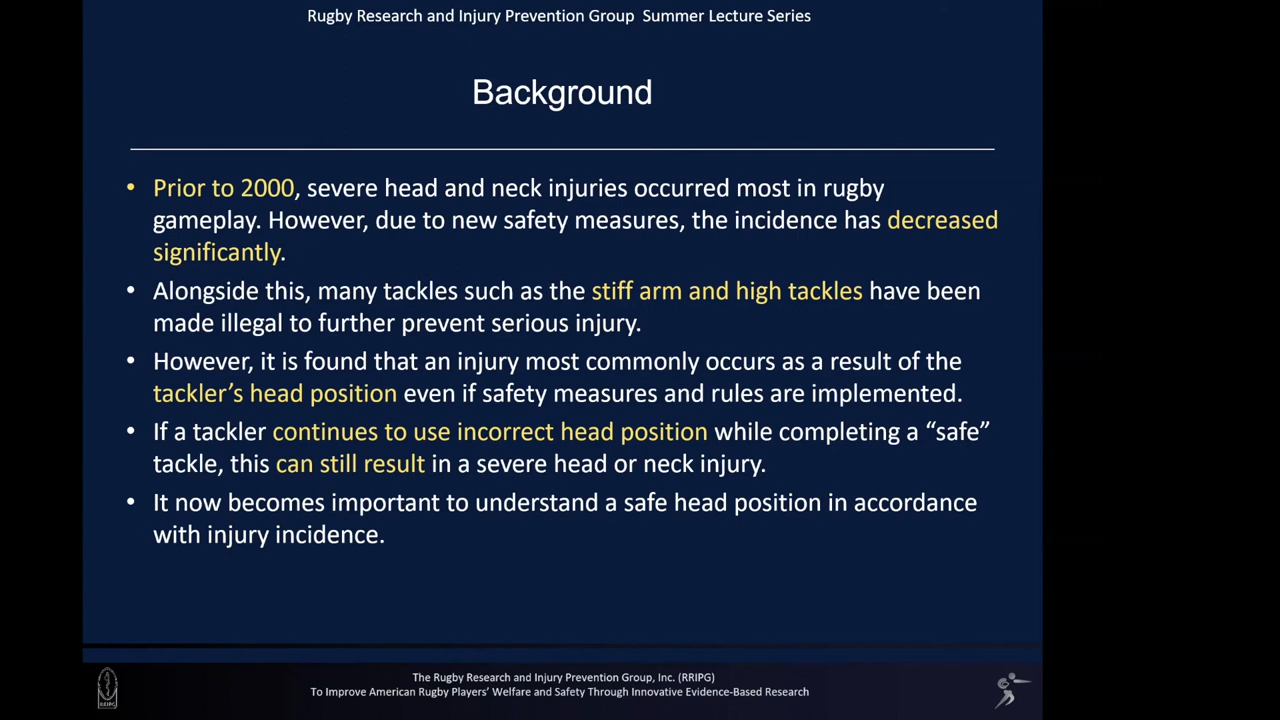 Rugby Research and Injury Prevention Group Summer Lecture Series
Background
• Prior to 2000, severe head and neck injuries occurred most in rugby
gameplay. However, due to new safety measures, the incidence has decreased
significantly.
• Alongside this, many tackles such as the stiff arm and high tackles have been
made illegal to further prevent serious injury.
• However, it is found that an injury most commonly occurs as a result of the
tackler’s head position even if safety measures and rules are implemented.
• If a tackler continues to use incorrect head position while completing a “safe”
tackle, this can still result in a severe head or neck injury.
• It now becomes important to understand a safe head position in accordance
with injury incidence.
The Rugby Research and Injury Prevention Group, Inc. (RRIPG)
To Improve American Rugby Players’ Welfare and Safety Through Innovative Evidence-Based Research
RRIPG